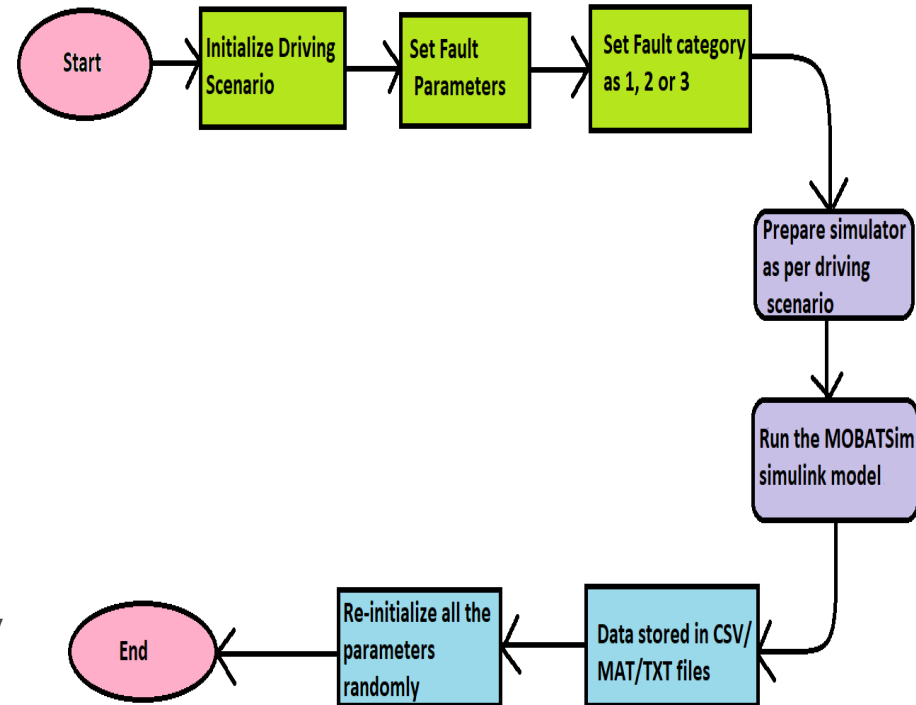 Start
Initialize Driving
Scenario
Set Fault
Parameters
Set Fault category
as 1, 2 or 3
Prepare simulator
as per driving
scenario
Run the MOBATSim
simulink model
Data stored in CSV/
MAT/TXT files
Re-initialize all the
parameters
randomly
End